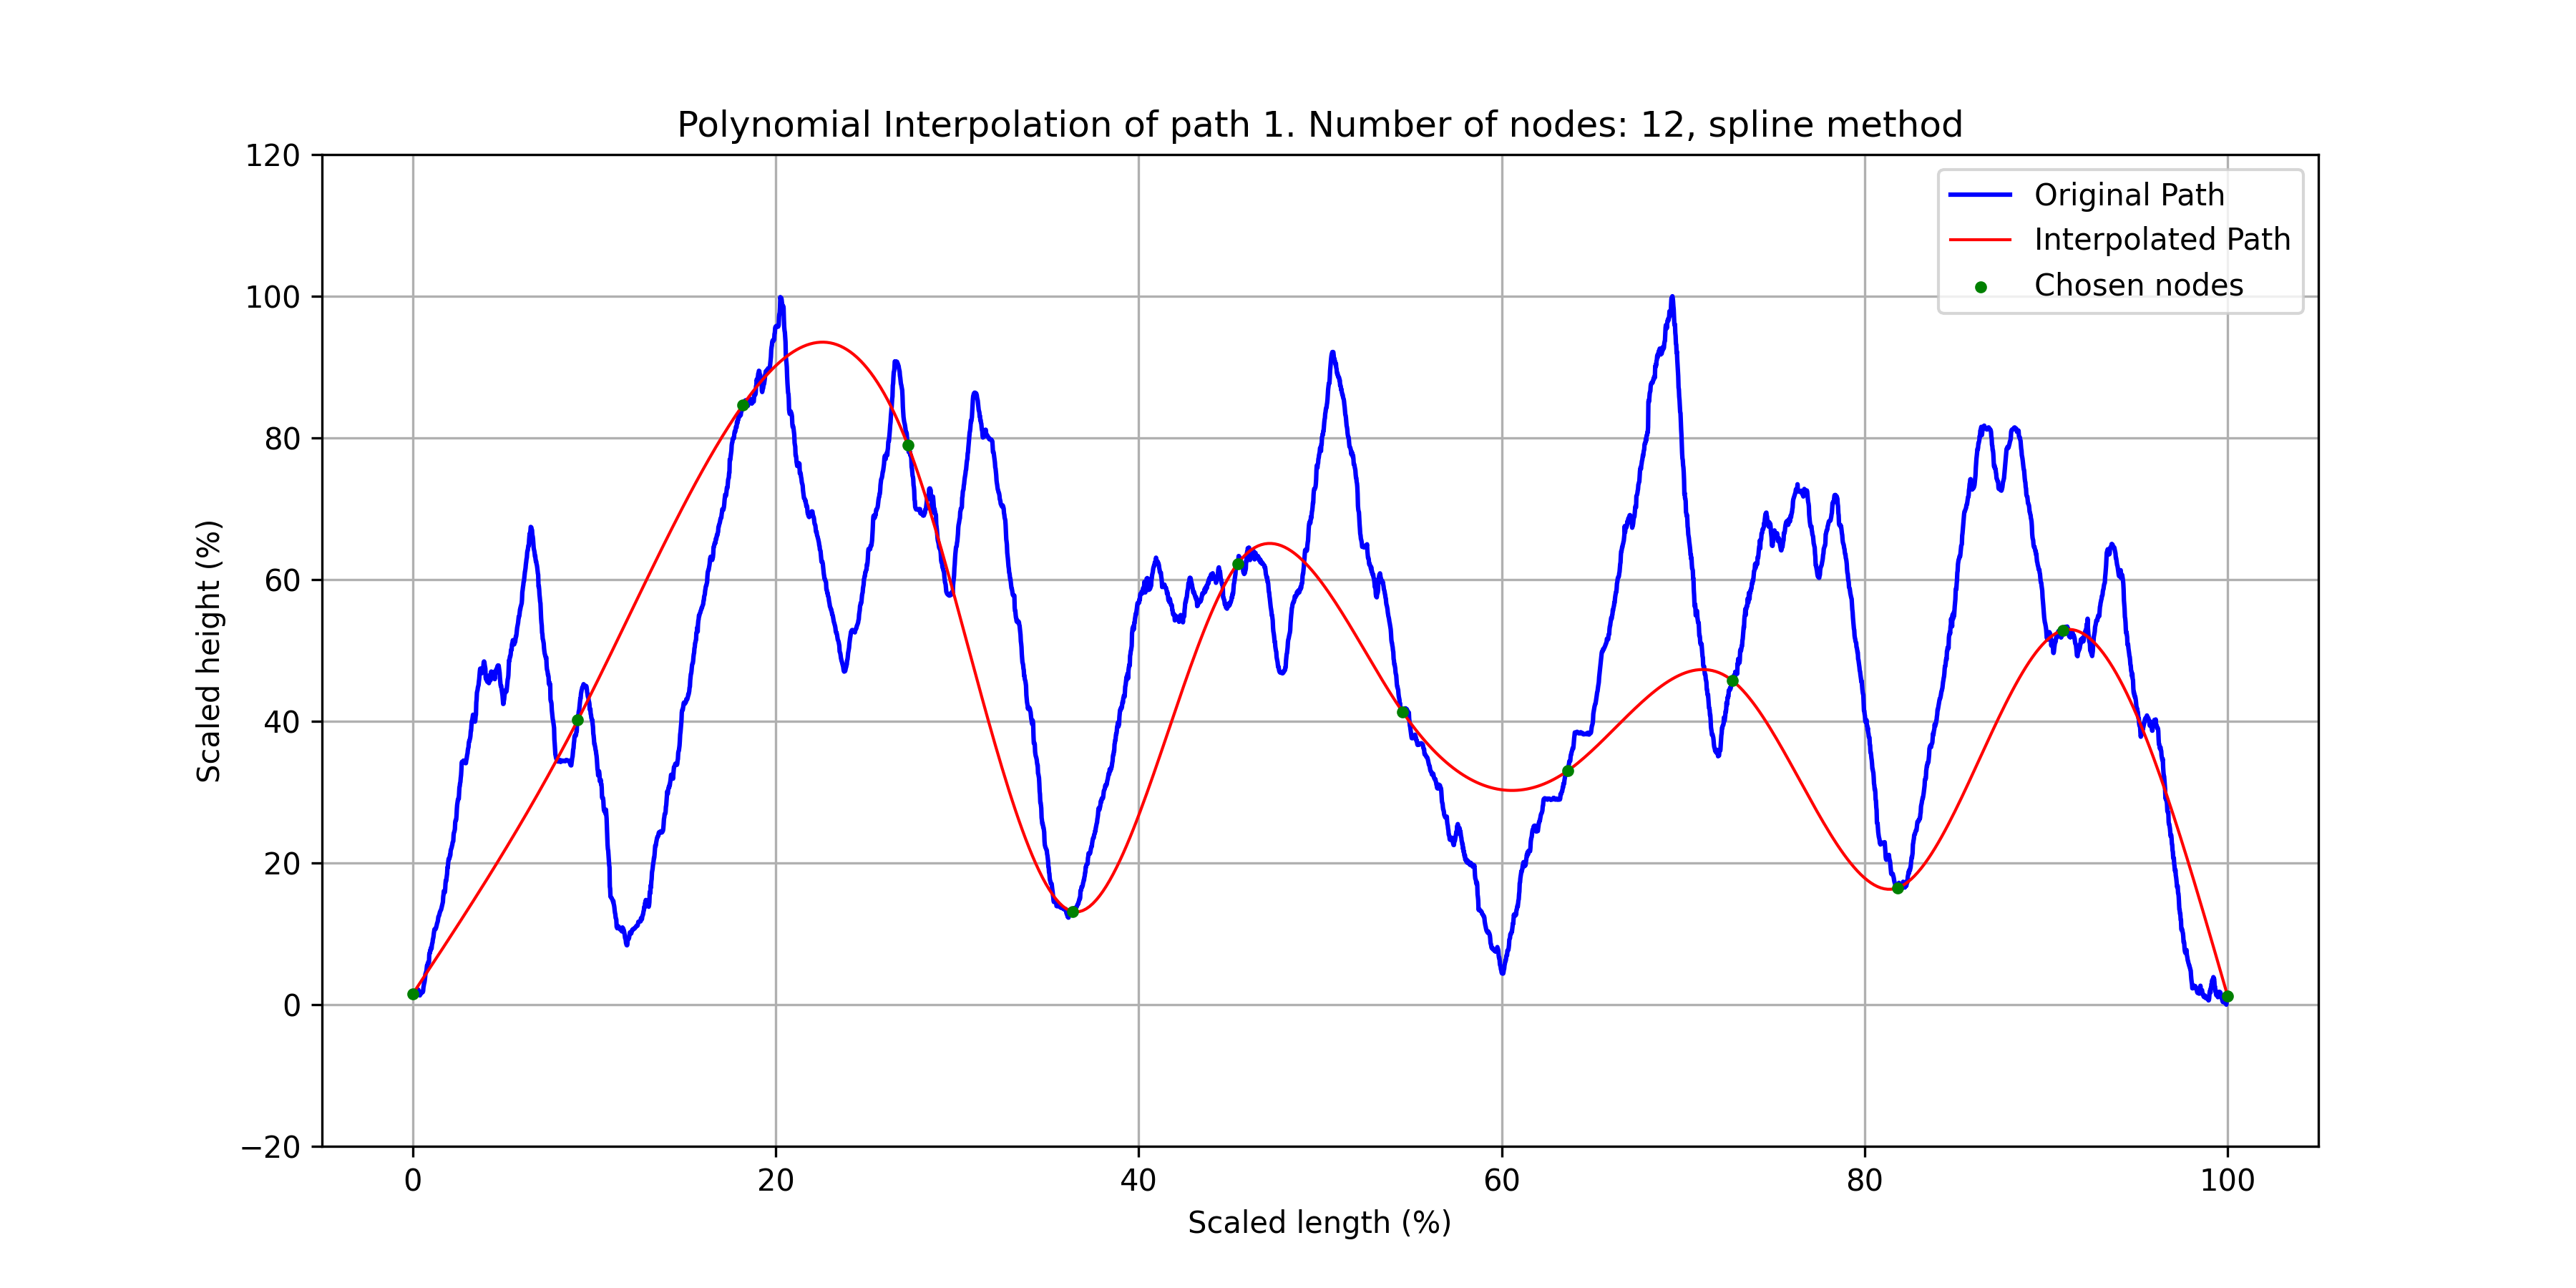 Polynomial Interpolation of path 1. Number of nodes: 12, spline method
120
100
80
60
40
20
0
−20
Scaled height (%)
Original Path
Interpolated Path
Chosen nodes
0 20 40 60 80 100
Scaled length (%)